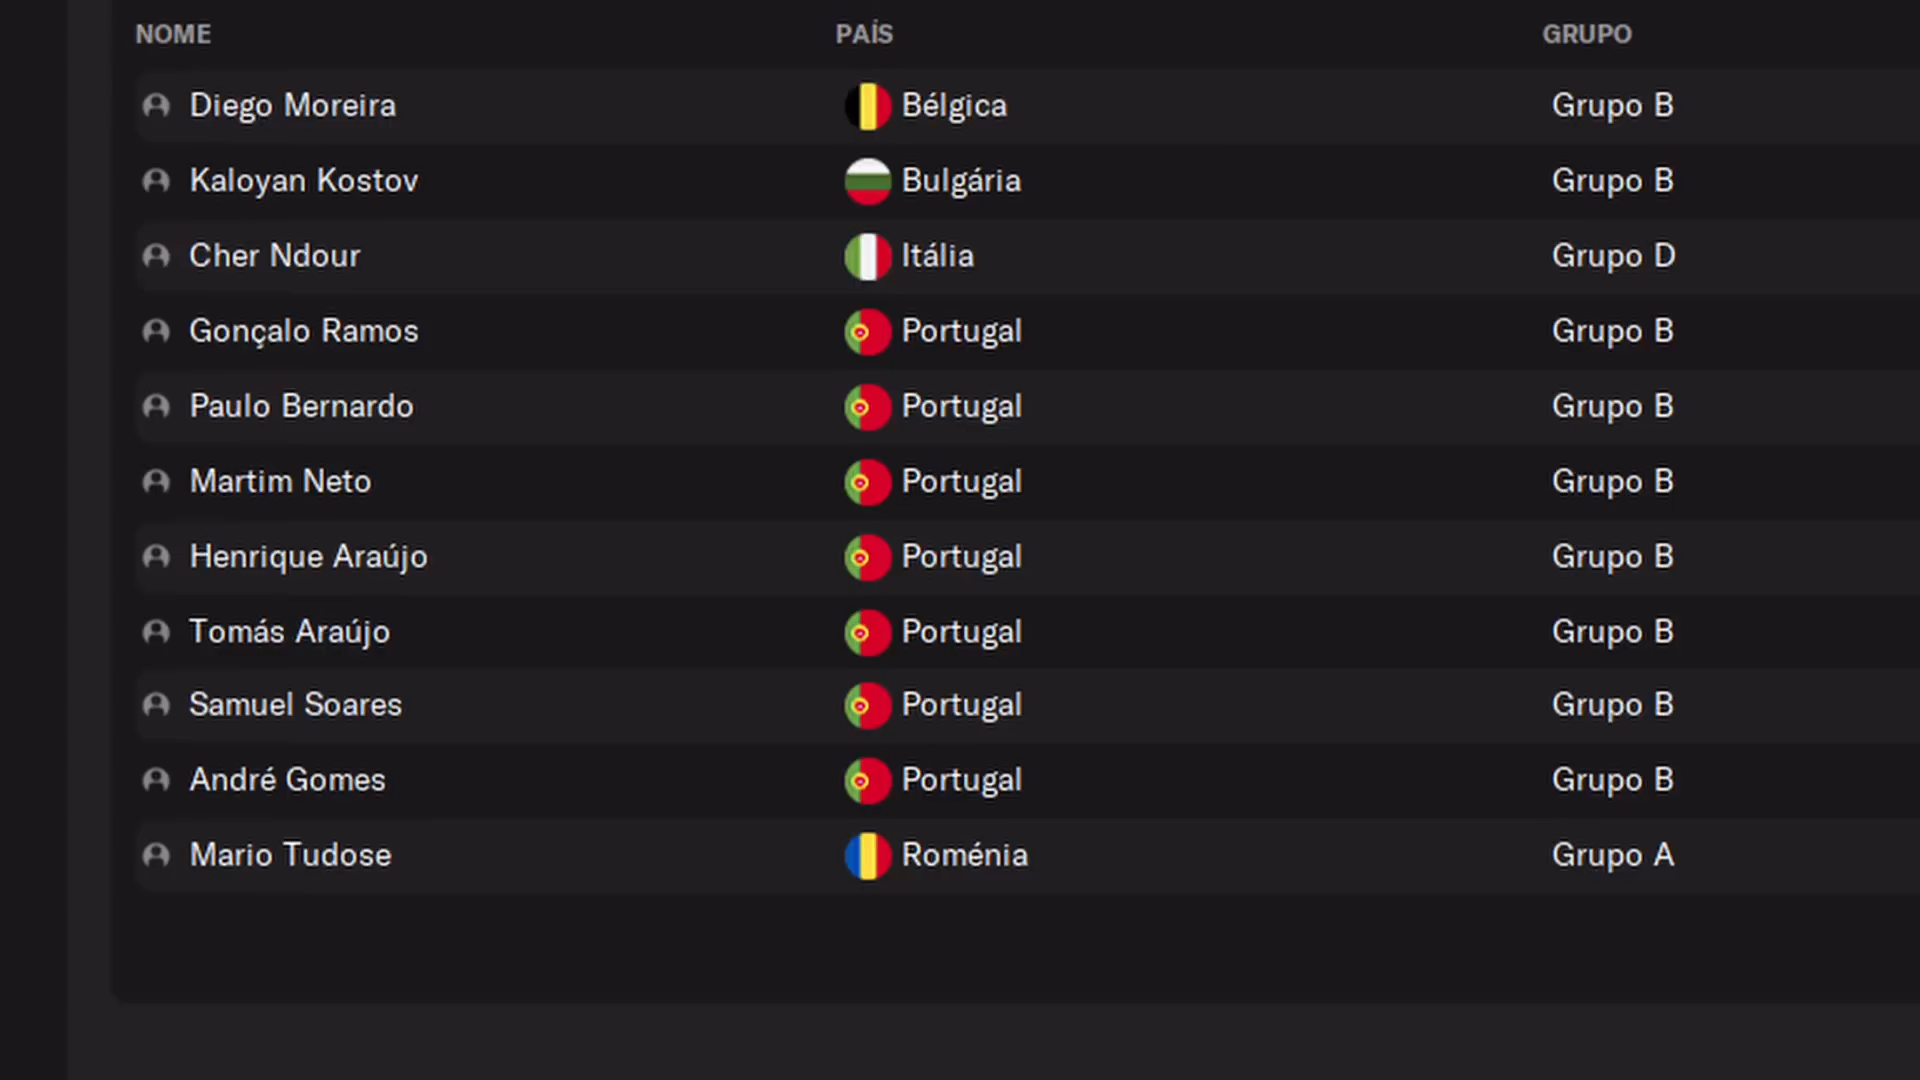 NOME PAÍS GRUPO
Diego Moreira Bélgica Grupo B
Kaloyan Kostov Bulgária Grupo B
Cher Ndour Itália Grupo D
Gonçalo Ramos Portugal Grupo B
Paulo Bernardo Portugal Grupo B
Martim Neto Portugal Grupo B
Henrique Araújo Portugal Grupo B
Tomás Araújo Portugal Grupo B
Samuel Soares Portugal Grupo B
André Gomes Portugal Grupo B
Mario Tudose Roménia Grupo A